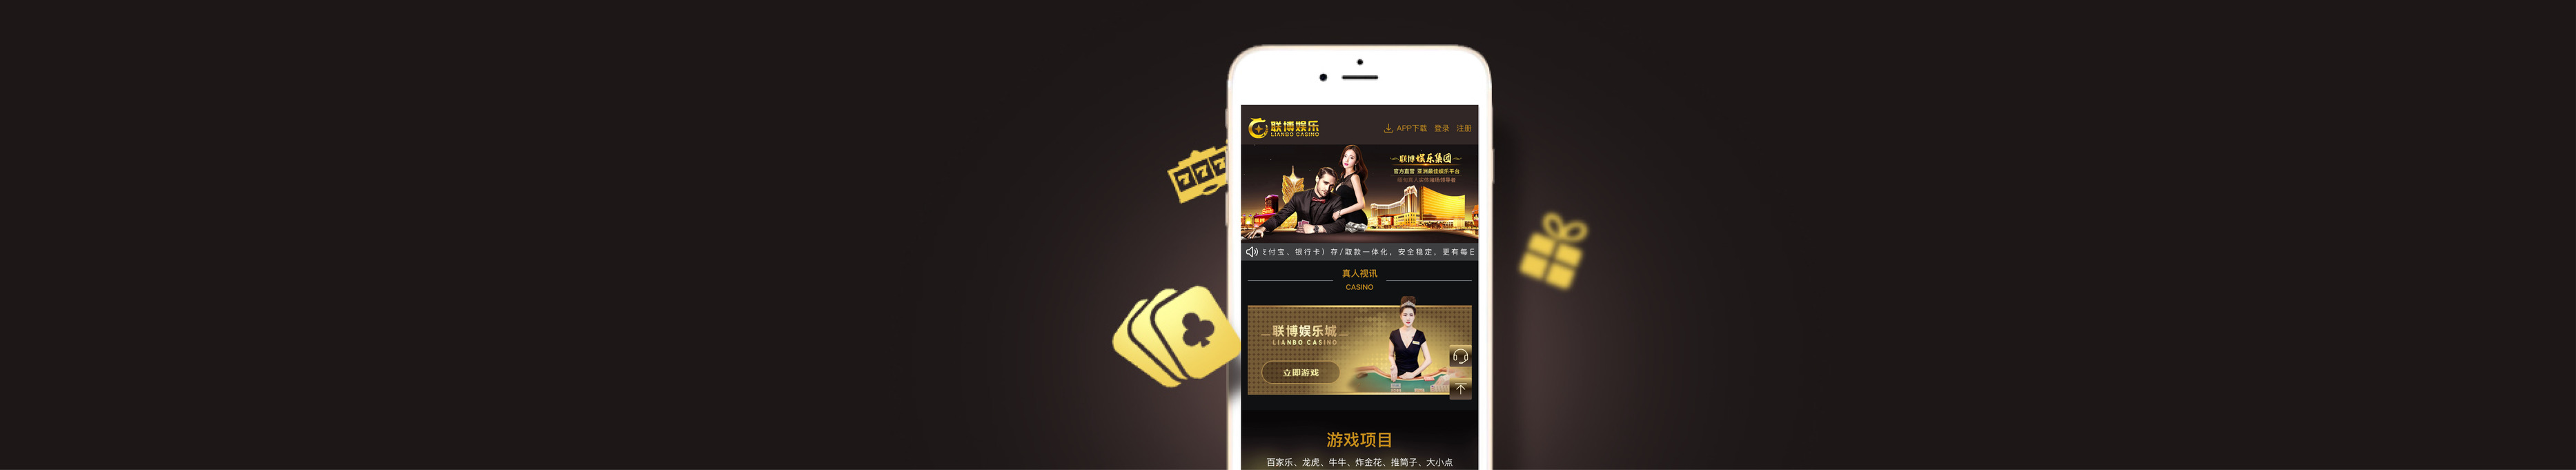 777
联博娱乐
LIANBO CASINO
APP下载 登录 注册
联博娱乐集团
官方直营 亚洲最佳娱乐平台
付宝、银行卡）存/取款一体化，安全稳定，更有每日
真人视讯
CASINO
联博娱乐城
LIANBO CASINO
立即游戏
游戏项目
百家乐、龙虎、牛牛、炸金花、推筒子、大小点